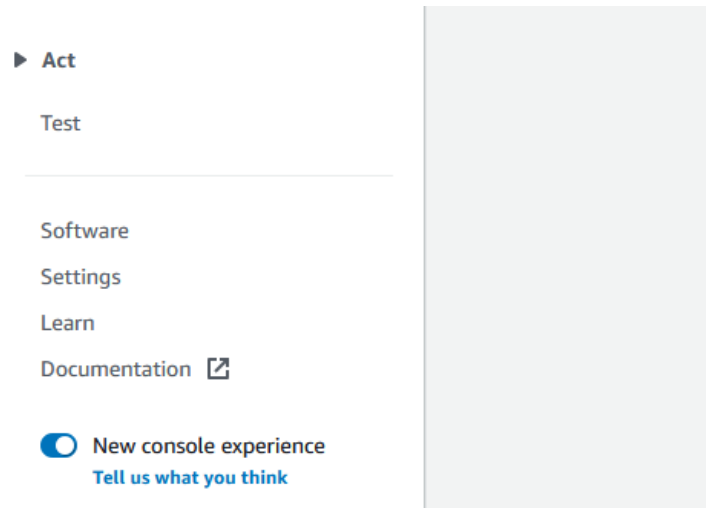 Act
Test
Software
Settings
Learn
Documentation
New console experience
Tell us what you think